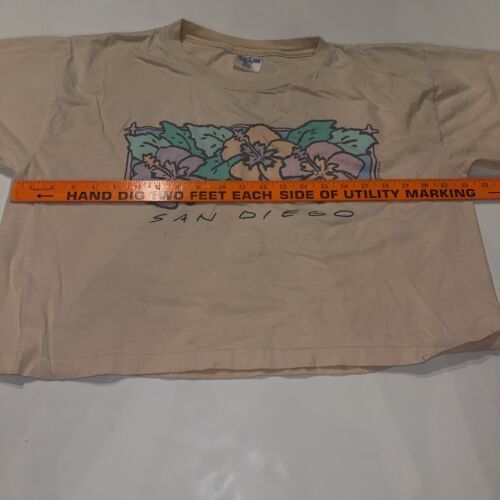 HAND DIG TWO FEET EACH SIDE OF UTILITY MARKING
SAN DIEGO